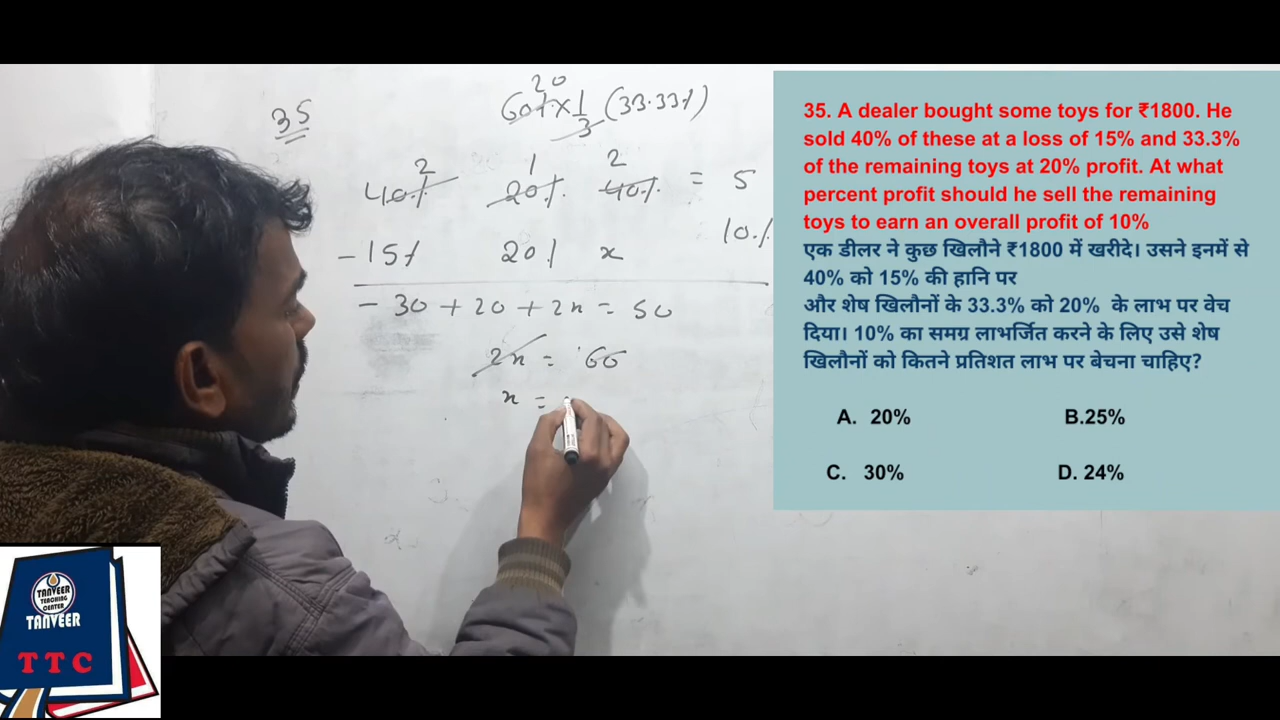 35
20
60% × 1/3 (33.33%)
2 1 2
40% 20% 40% = 5
-15% 20% x 10%
-30 + 20 + 2x = 50
2x = 60
x =
35. A dealer bought some toys for ₹1800. He
sold 40% of these at a loss of 15% and 33.3%
of the remaining toys at 20% profit. At what
percent profit should he sell the remaining
toys to earn an overall profit of 10%
एक डीलर ने कुछ खिलौने ₹1800 में खरीदे। उसने इनमें से
40% को 15% की हानि पर
और शेष खिलौनों के 33.3% को 20% के लाभ पर वेच
दिया। 10% का समग्र लाभर्जित करने के लिए उसे शेष
खिलौनों को कितने प्रतिशत लाभ पर बेचना चाहिए?
A. 20% B.25%
C. 30% D. 24%
TANVEER
TEACHING
CENTER
TANVEER
TTC